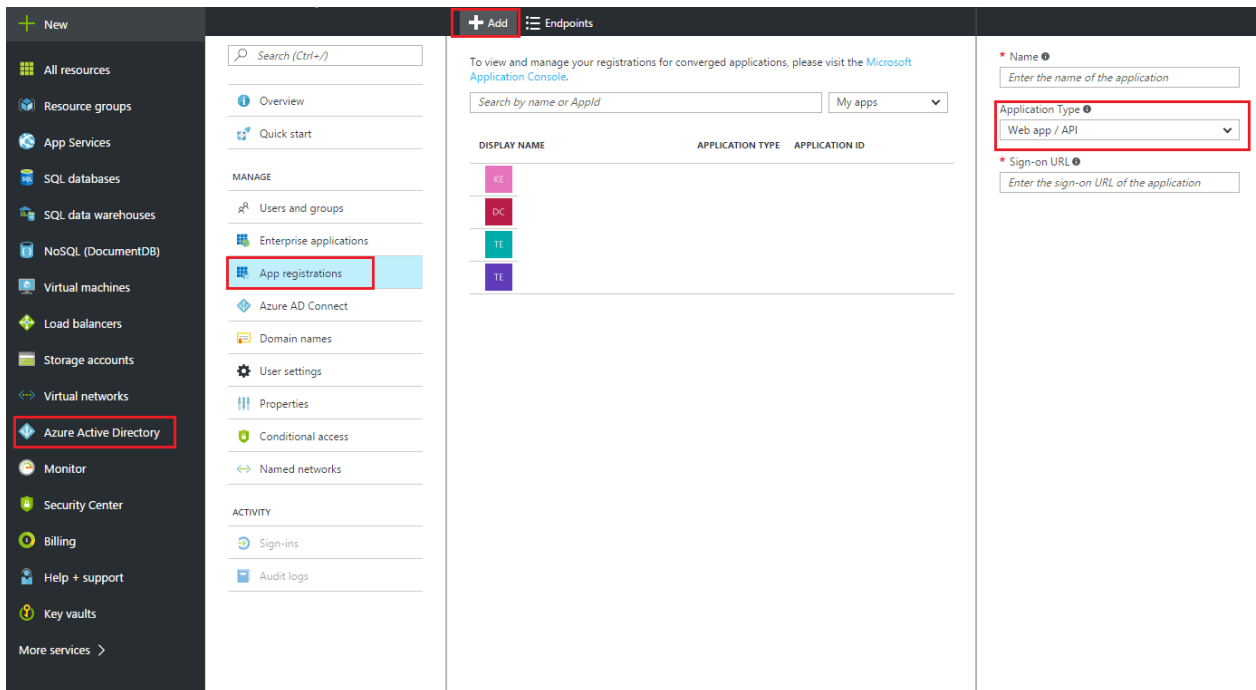 New
All resources
Resource groups
App Services
SQL databases
SQL data warehouses
NoSQL (DocumentDB)
Virtual machines
Load balancers
Storage accounts
Virtual networks
Azure Active Directory
Monitor
Security Center
Billing
Help + support
Key vaults
More services >
Search (Ctrl+/)
Overview
Quick start
MANAGE
Users and groups
Enterprise applications
App registrations
Azure AD Connect
Domain names
User settings
Properties
Conditional access
Named networks
ACTIVITY
Sign-ins
Audit logs
Add Endpoints
To view and manage your registrations for converged applications, please visit the Microsoft
Application Console.
Search by name or AppId My apps
DISPLAY NAME APPLICATION TYPE APPLICATION ID
KE
DC
TE
TE
* Name
Enter the name of the application
Application Type
Web app / API
* Sign-on URL
Enter the sign-on URL of the application